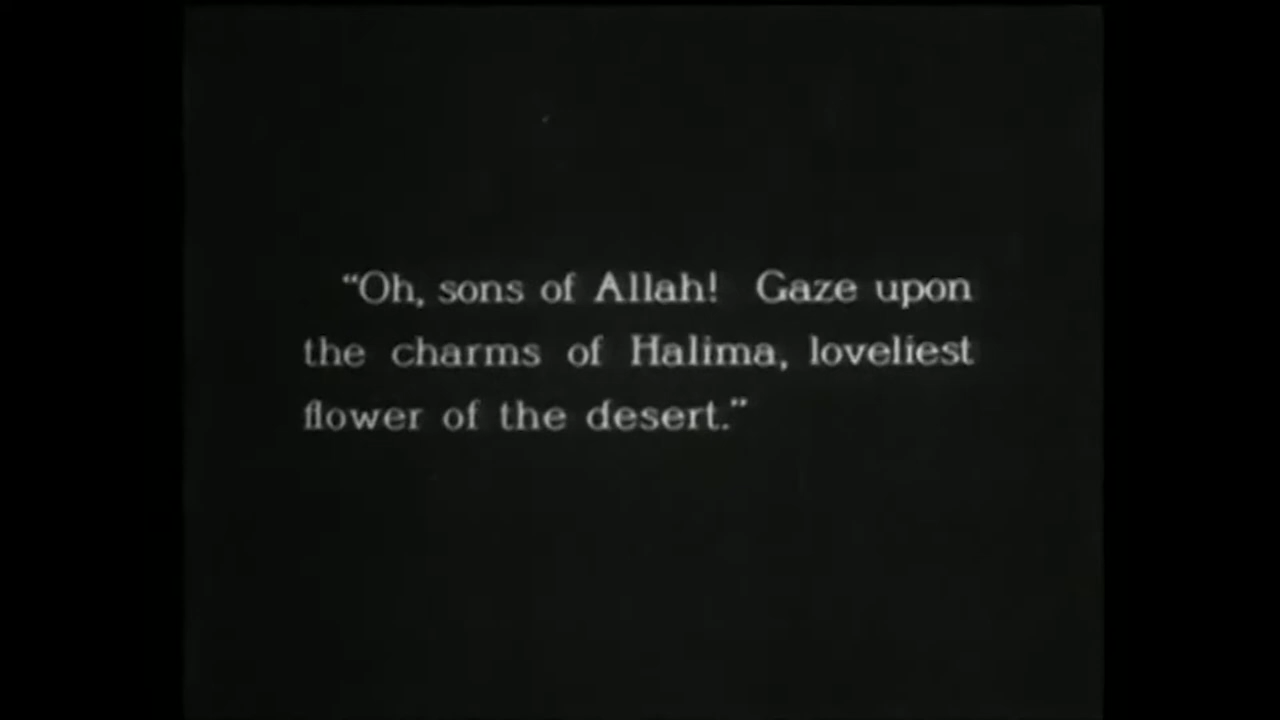 “Oh, sons of Allah! Gaze upon
the charms of Halima, loveliest
flower of the desert.”